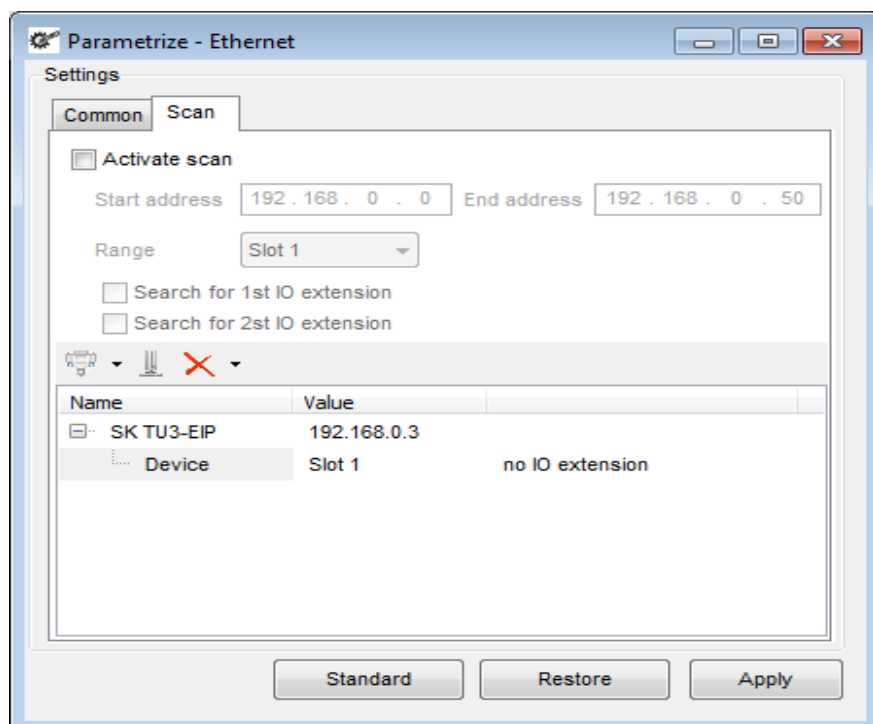 Parametrize - Ethernet
Settings
Common Scan
Activate scan
Start address 192 . 168 . 0 . 0 End address 192 . 168 . 0 . 50
Range Slot 1
Search for 1st IO extension
Search for 2st IO extension
Name Value
SK TU3-EIP 192.168.0.3
Device Slot 1 no IO extension
Standard Restore Apply